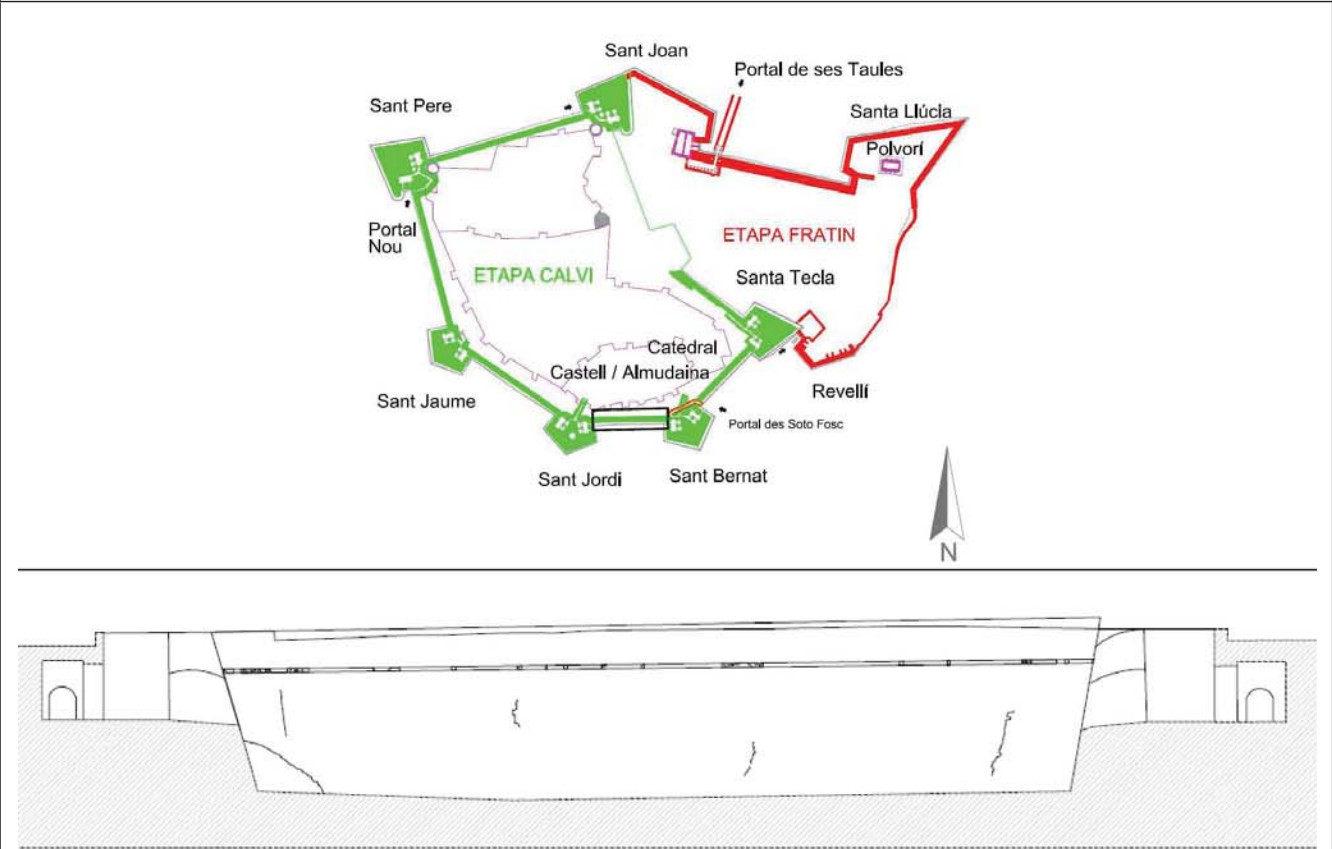 Sant Joan
Portal de ses Taules
Sant Pere
Santa Llúcia
Polvorí
Portal
Nou
ETAPA FRATIN
ETAPA CALVI
Santa Tecla
Catedral
Castell / Almudaina
Revellí
Sant Jaume
Portal des Soto Fosc
Sant Jordi
Sant Bernat
N